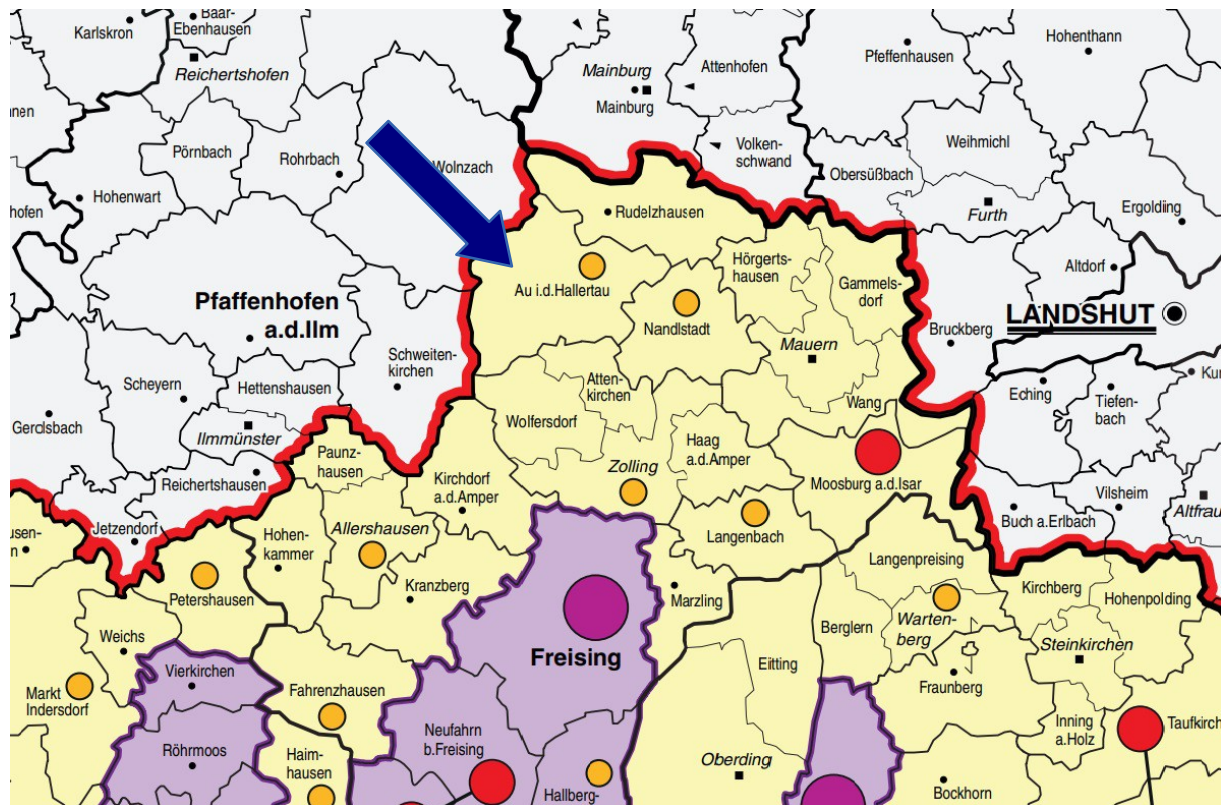 Karlskron
Baar-
Ebenhausen
Reichertshofen
Pörnbach
Rohrbach
Wolnzach
Hohenwart
Mainburg
Mainburg
Attenhofen
Volken-
schwand
Pfeffenhausen
Hohenthann
Weihmichl
Obersüßbach
Furth
Ergolding
Altdorf
LANDSHUT
Bruckberg
Eching
Tiefen-
bach
Vilsheim
Buch a.Erlbach
Pfaffenhofen
a.d.Ilm
Scheyern
Hettenshausen
Schweiten-
kirchen
Ilmmünster
Reichertshausen
Jetzendorf
Rudelzhausen
Au i.d.Hallertau
Hörgerts-
hausen
Gammels-
dorf
Nandlstadt
Mauern
Wang
Atten-
kirchen
Wolfersdorf
Haag
a.d.Amper
Zolling
Moosburg a.d.Isar
Langenbach
Paunz-
hausen
Kirchdorf
a.d.Amper
Allershausen
Hohen-
kammer
Kranzberg
Marzling
Petershausen
Weichs
Vierkirchen
Markt
Indersdorf
Röhrmoos
Fahrenzhausen
Haim-
hausen
Neufahrn
b.Freising
Freising
Hallberg-
Langenpreising
Berglern
Warten-
berg
Eitting
Fraunberg
Oberding
Kirchberg
Hohenpolding
Steinkirchen
Inning
a.Holz
Taufkirch
Bockhorn